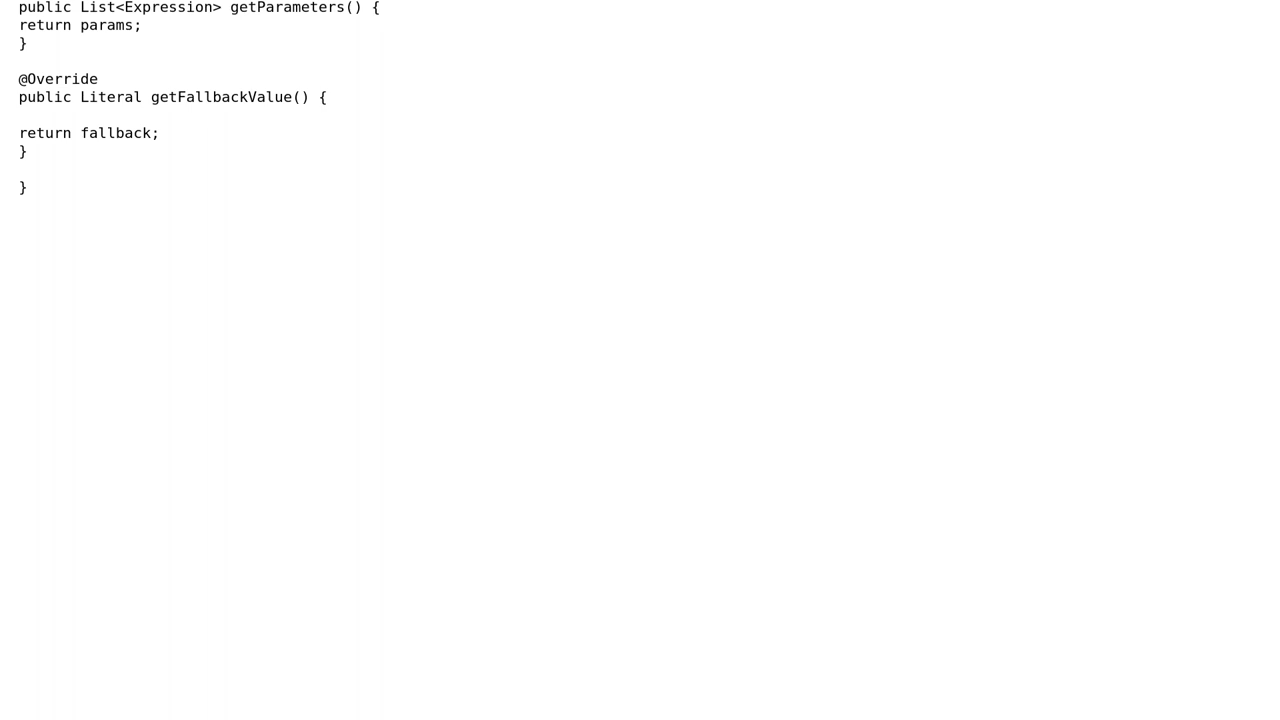 public List<Expression> getParameters() {
return params;
}

@Override
public Literal getFallbackValue() {

return fallback;
}

}